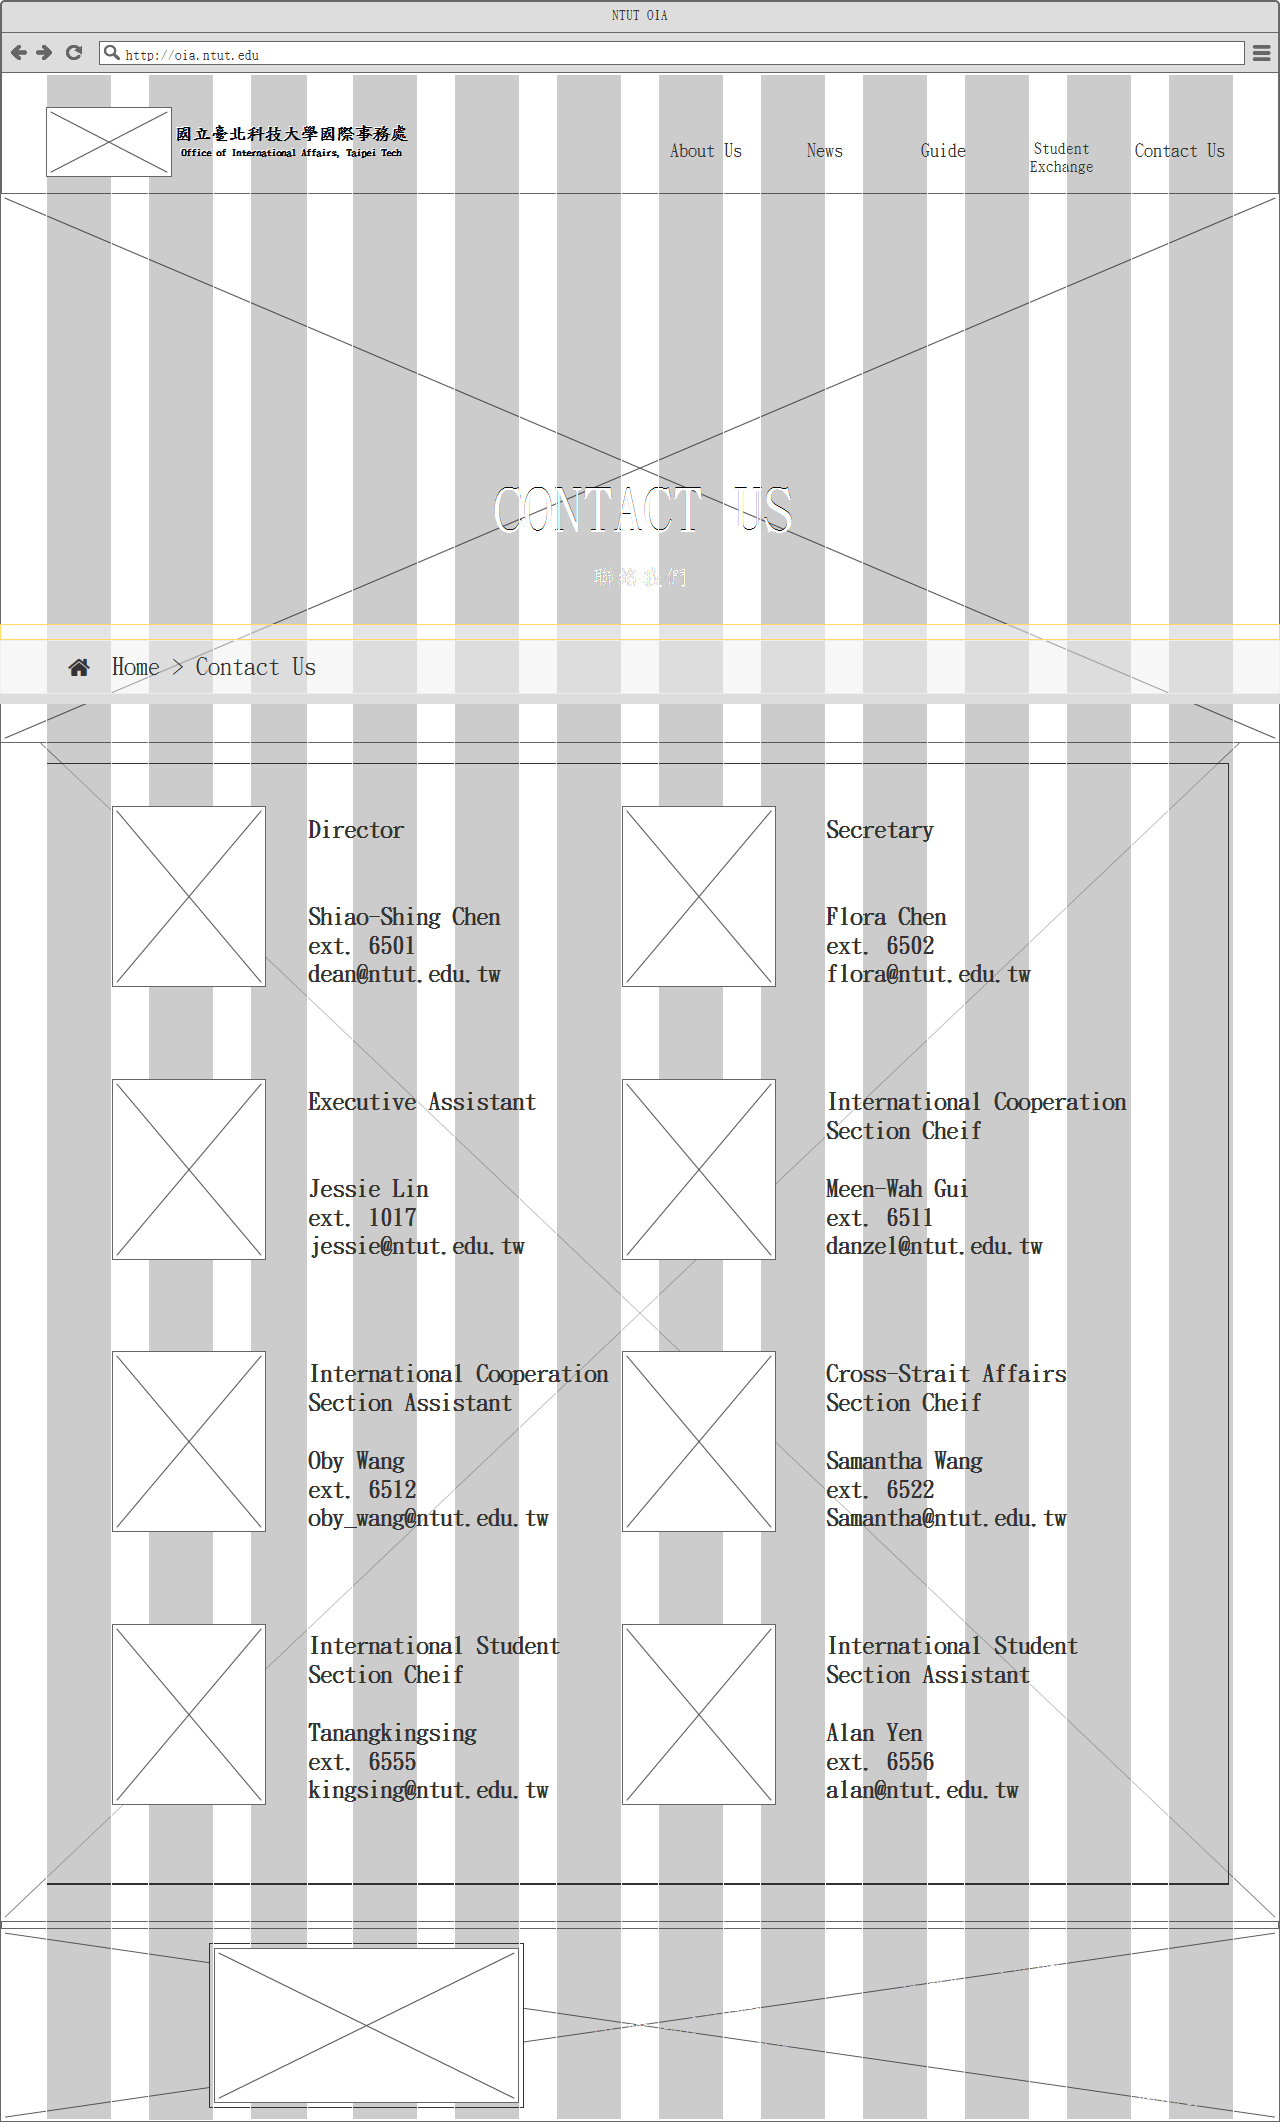 NTUT OIA
http://oia.ntut.edu
國立臺北科技大學國際事務處
Office of International Affairs, Taipei Tech
About Us
News
Guide
Student
Exchange
Contact Us
CONTACT US
聯絡我們
Home > Contact Us
Director
Shiao-Shing Chen
ext. 6501
dean@ntut.edu.tw
Secretary
Flora Chen
ext. 6502
flora@ntut.edu.tw
Executive Assistant
Jessie Lin
ext. 1017
jessie@ntut.edu.tw
International Cooperation
Section Cheif
Meen-Wah Gui
ext. 6511
danzel@ntut.edu.tw
International Cooperation
Section Assistant
Oby Wang
ext. 6512
oby_wang@ntut.edu.tw
Cross-Strait Affairs
Section Cheif
Samantha Wang
ext. 6522
Samantha@ntut.edu.tw
International Student
Section Cheif
Tanangkingsing
ext. 6555
kingsing@ntut.edu.tw
International Student
Section Assistant
Alan Yen
ext. 6556
alan@ntut.edu.tw